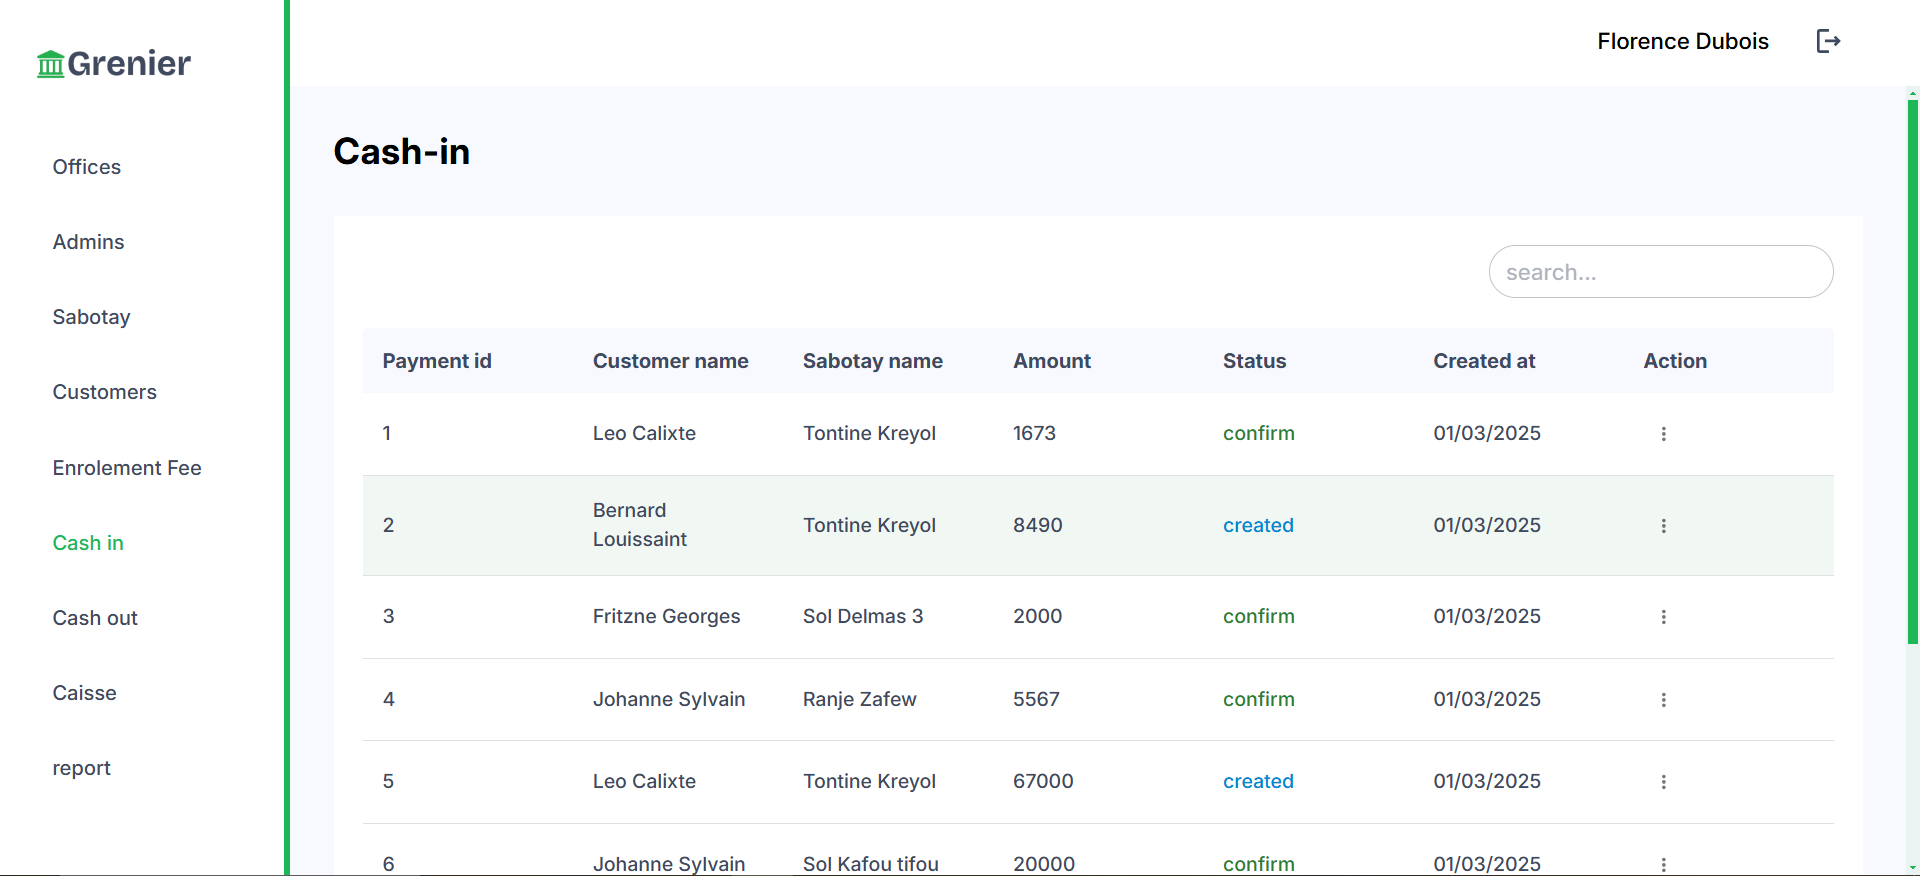 Grenier
Florence Dubois
Offices
Admins
Sabotay
Customers
Enrolement Fee
Cash in
Cash out
Caisse
report
Cash-in
search...
Payment id Customer name Sabotay name Amount Status Created at Action
1 Leo Calixte Tontine Kreyol 1673 confirm 01/03/2025
2 Bernard Louissaint Tontine Kreyol 8490 created 01/03/2025
3 Fritzne Georges Sol Delmas 3 2000 confirm 01/03/2025
4 Johanne Sylvain Ranje Zafew 5567 confirm 01/03/2025
5 Leo Calixte Tontine Kreyol 67000 created 01/03/2025
6 Johanne Sylvain Sol Kafou tifou 20000 confirm 01/03/2025